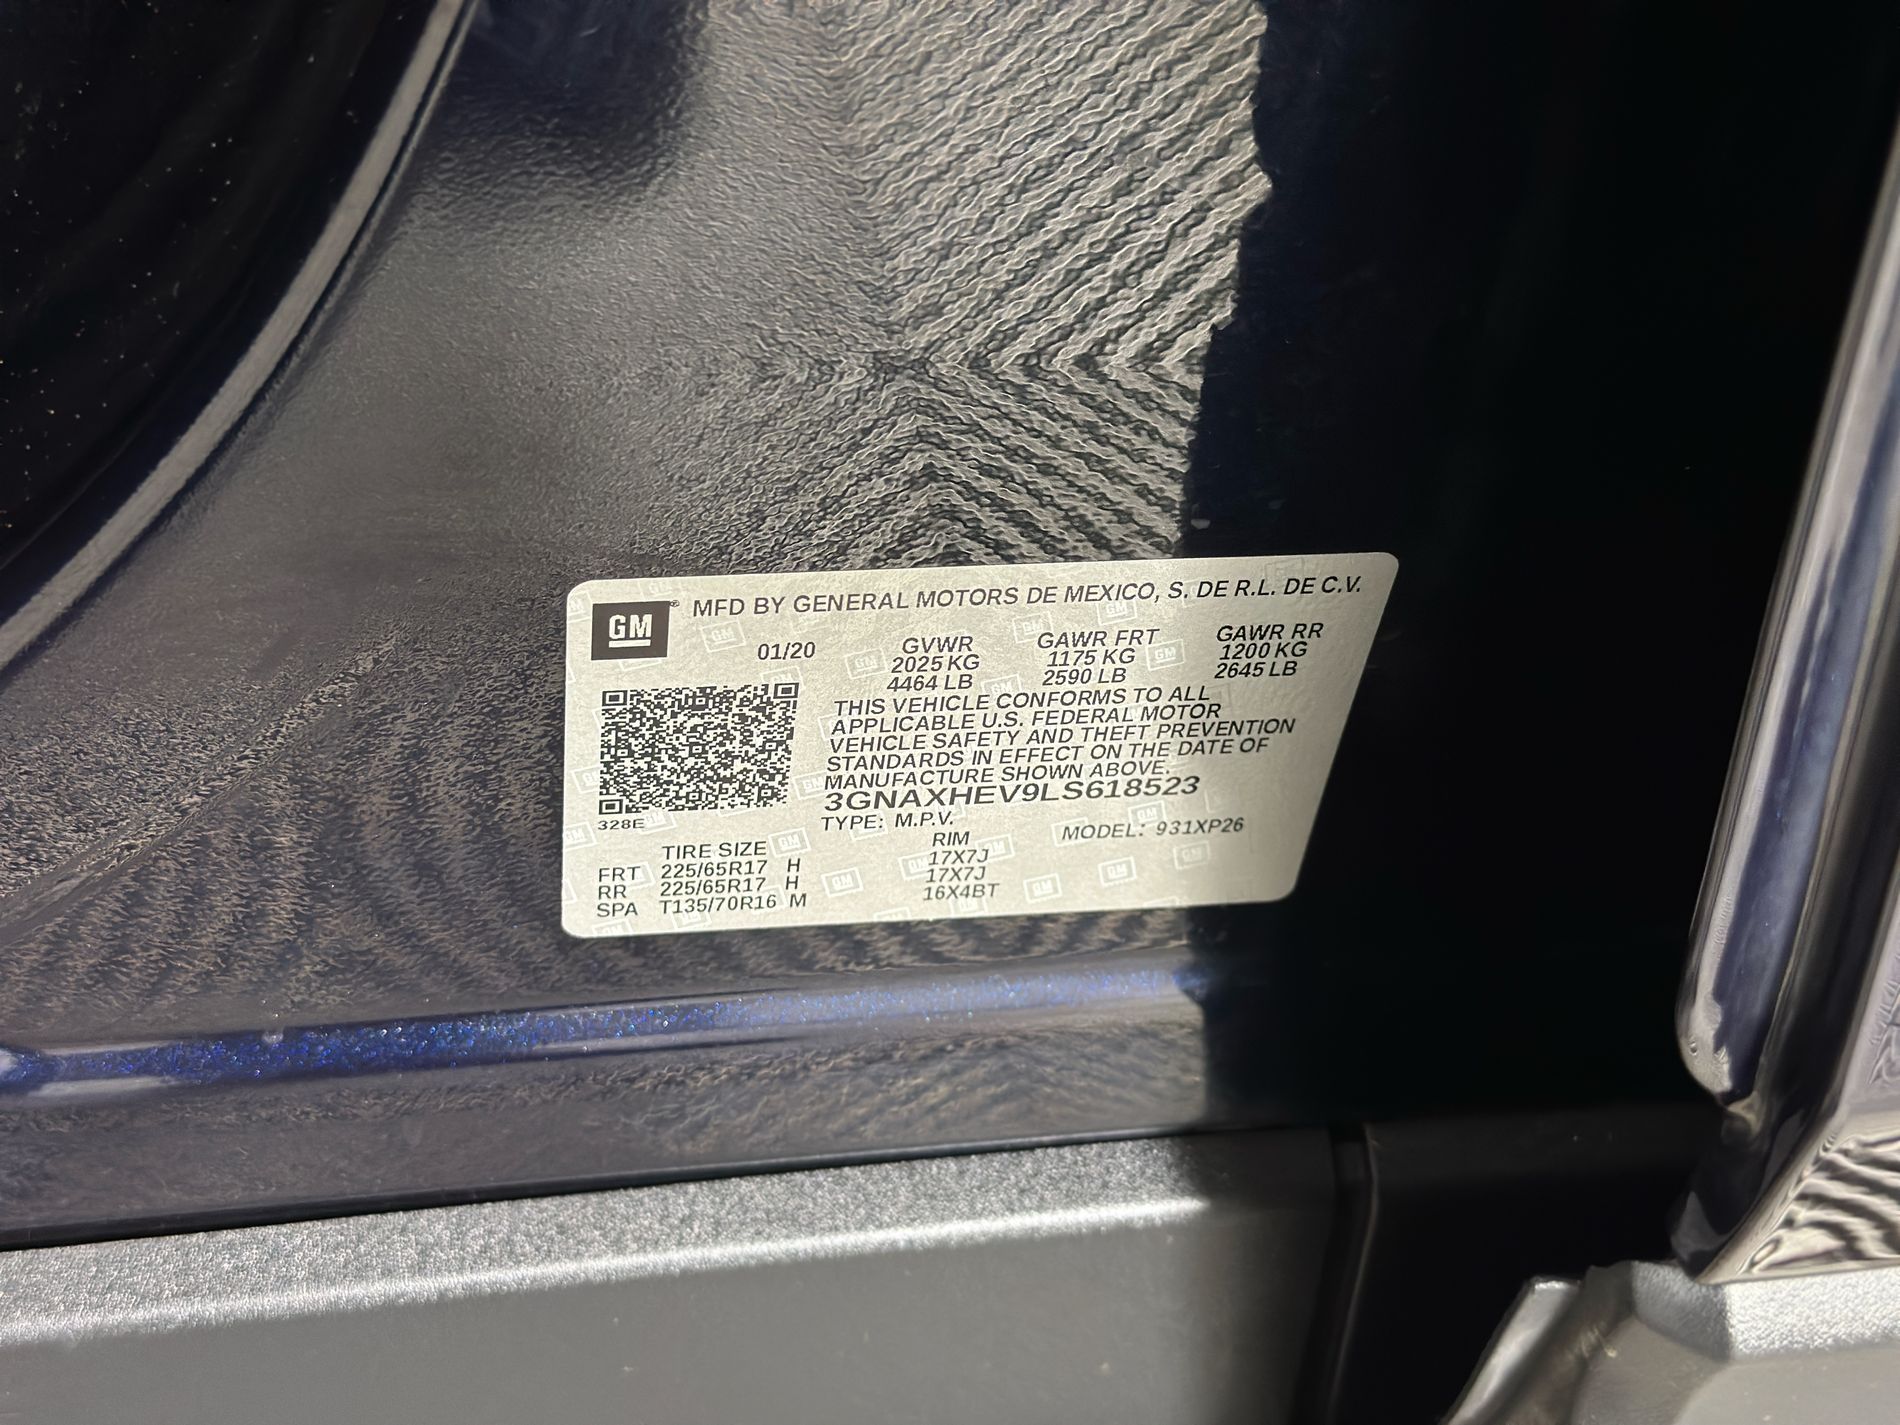 GM ® MFD BY GENERAL MOTORS DE MEXICO, S. DE R.L. DE C.V.
01/20 GVWR GAWR FRT GAWR RR
2025 KG 1175 KG 1200 KG
4464 LB 2590 LB 2645 LB
THIS VEHICLE CONFORMS TO ALL
APPLICABLE U.S. FEDERAL MOTOR
VEHICLE SAFETY AND THEFT PREVENTION
STANDARDS IN EFFECT ON THE DATE OF
MANUFACTURE SHOWN ABOVE.
3GNAXHEV9LS618523
328E TYPE: M.P.V. MODEL: 931XP26
TIRE SIZE RIM
FRT 225/65R17 H 17X7J
RR 225/65R17 H 17X7J
SPA T135/70R16 M 16X4BT